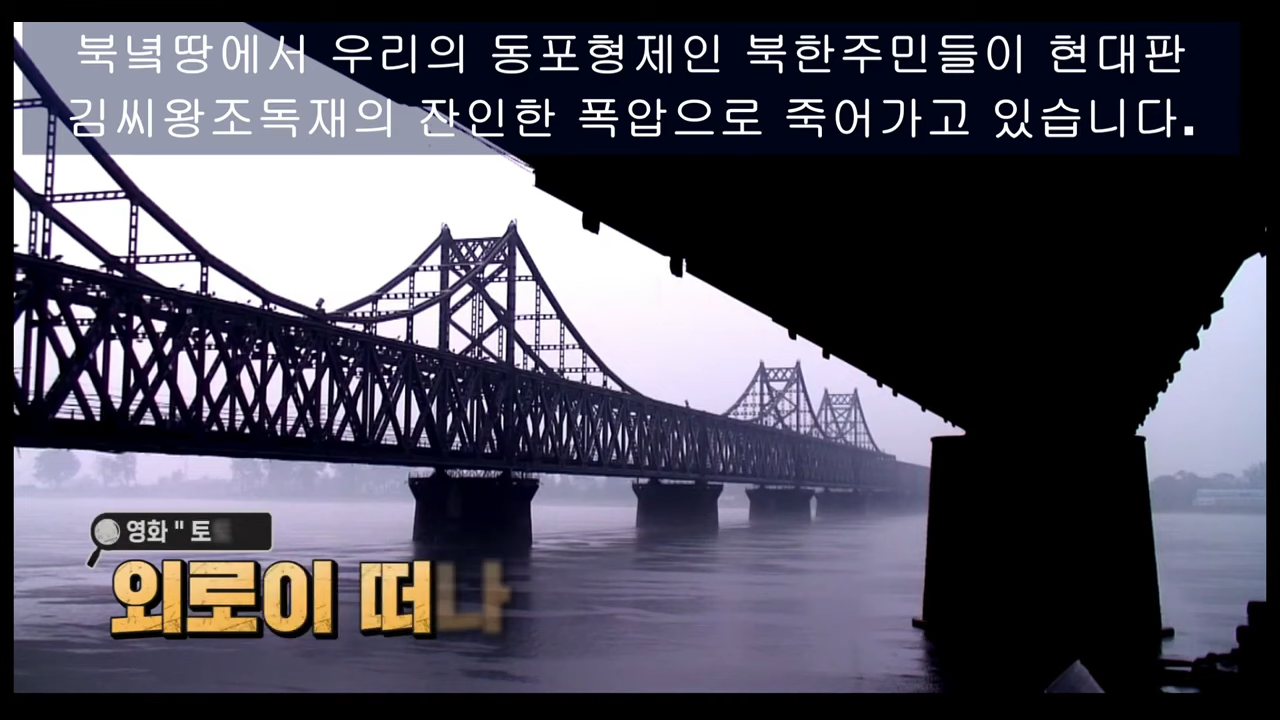 북녘땅에서 우리의 동포형제인 북한주민들이 현대판
김씨왕조독재의 잔인한 폭압으로 죽어가고 있습니다.
영화 " 토
외로이 떠나